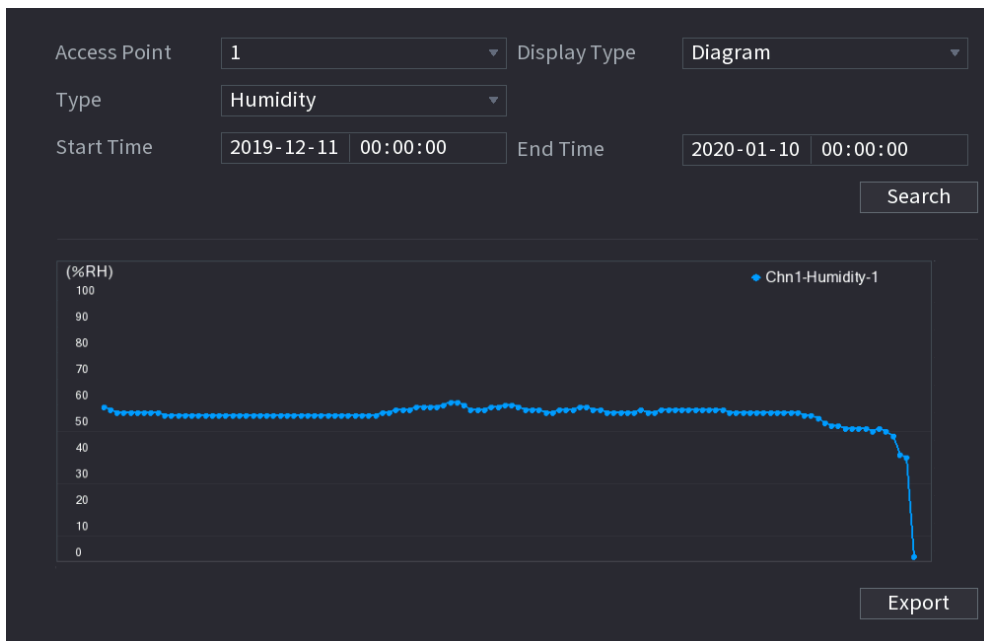 Access Point 1 Display Type Diagram
Type Humidity
Start Time 2019-12-11 00:00:00 End Time 2020-01-10 00:00:00
Search
(%RH)
Chn1-Humidity-1
100
90
80
70
60
50
40
30
20
10
0
Export